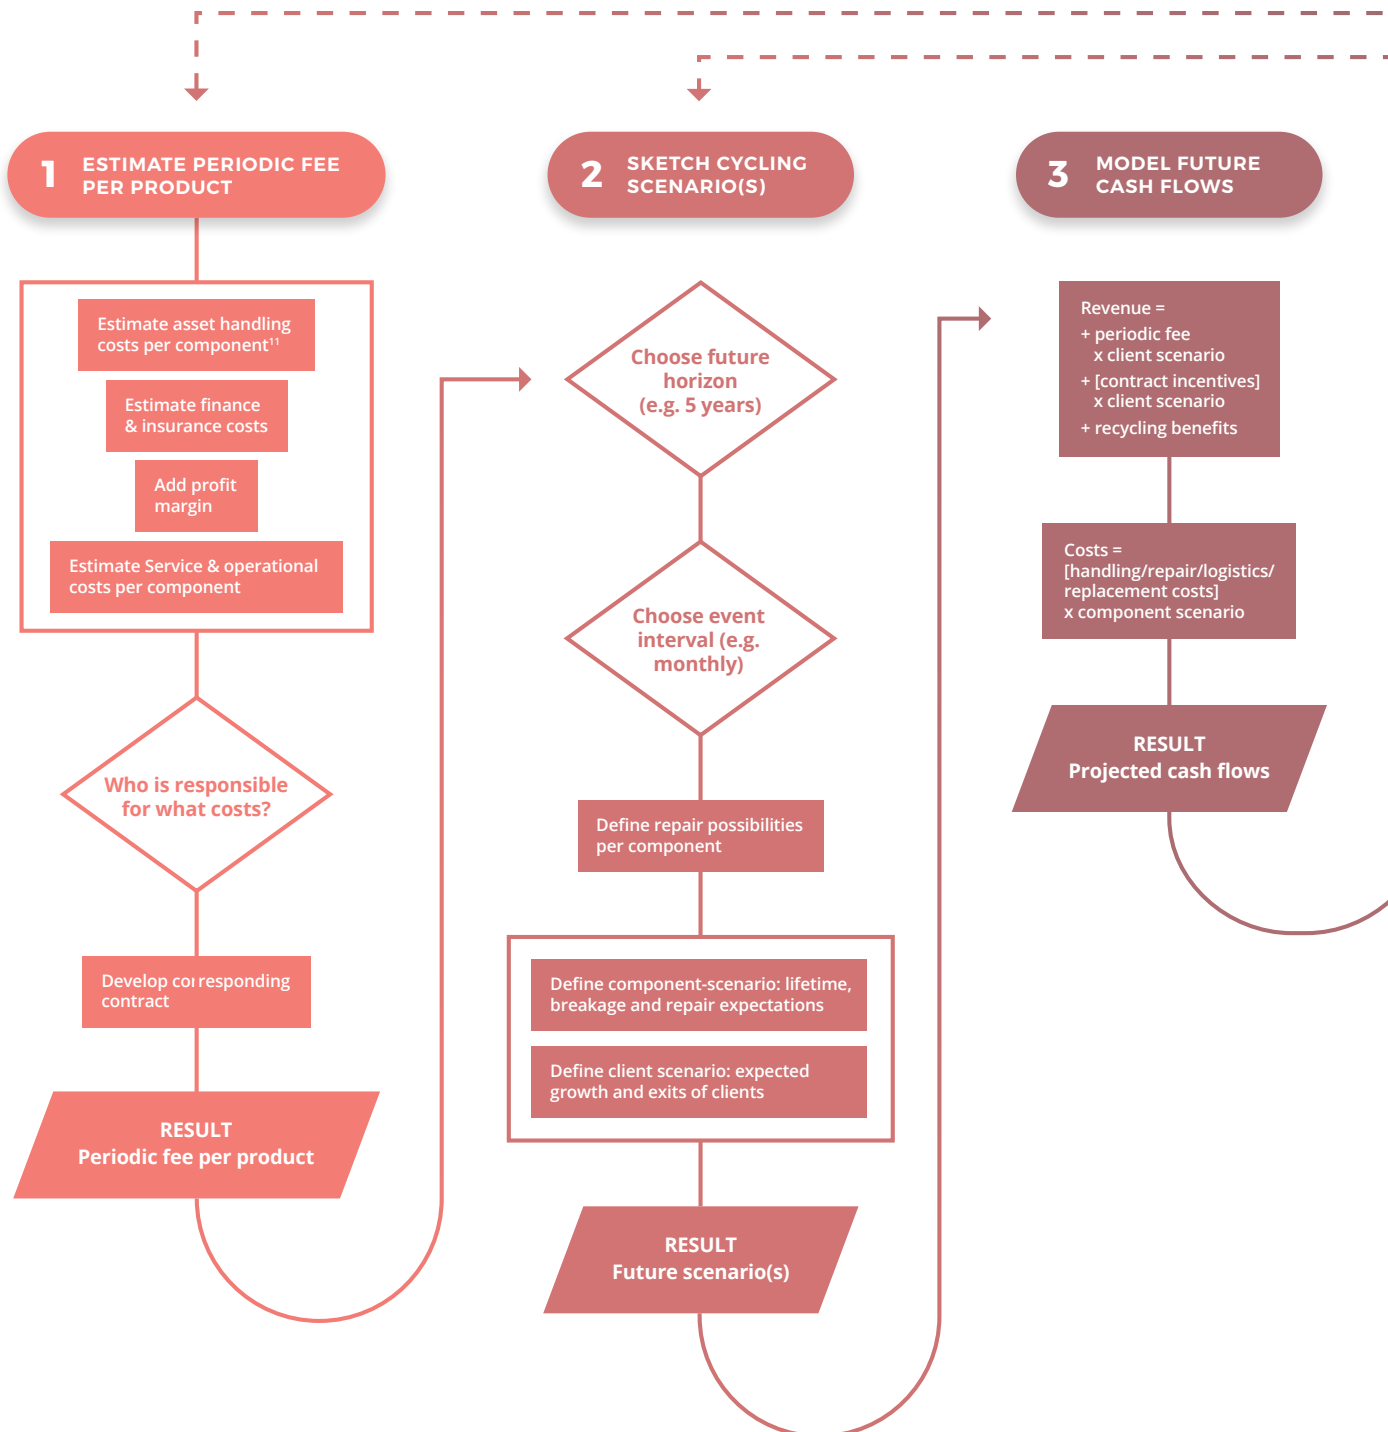 1 ESTIMATE PERIODIC FEE
PER PRODUCT
Estimate asset handling
costs per component¹¹
Estimate finance
& insurance costs
Add profit
margin
Estimate Service & operational
costs per component
Who is responsible
for what costs?
Develop corresponding
contract
RESULT
Periodic fee per product
2 SKETCH CYCLING
SCENARIO(S)
Choose future
horizon
(e.g. 5 years)
Choose event
interval (e.g.
monthly)
Define repair possibilities
per component
Define component-scenario: lifetime,
breakage and repair expectations
Define client scenario: expected
growth and exits of clients
RESULT
Future scenario(s)
3 MODEL FUTURE
CASH FLOWS
Revenue =
+ periodic fee
x client scenario
+ [contract incentives]
x client scenario
+ recycling benefits
Costs =
[handling/repair/logistics/
replacement costs]
x component scenario
RESULT
Projected cash flows